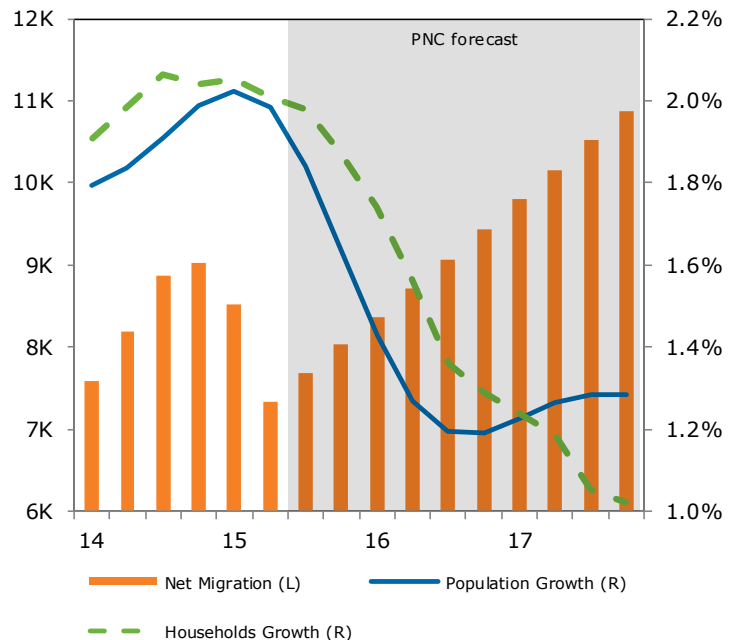 12K 2.2%
PNC forecast
11K 2.0%
10K 1.8%
9K 1.6%
8K 1.4%
7K 1.2%
6K 1.0%
14 15 16 17
Net Migration (L) Population Growth (R)
Households Growth (R)